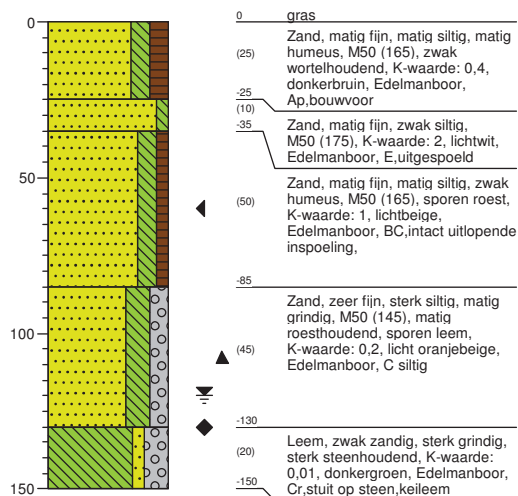 0
50
100
150
0 gras
(25)
Zand, matig fijn, matig siltig, matig
humeus, M50 (165), zwak
wortelhoudend, K-waarde: 0,4,
donkerbruin, Edelmanboor,
Ap,bouwvoor
-25
(10)
-35
Zand, matig fijn, zwak siltig,
M50 (175), K-waarde: 2, lichtwit,
Edelmanboor, E,uitgespoeld
(50)
Zand, matig fijn, matig siltig, zwak
humeus, M50 (165), sporen roest,
K-waarde: 1, lichtbeige,
Edelmanboor, BC,intact uitlopende
inspoeling,
-85
(45)
Zand, zeer fijn, sterk siltig, matig
grindig, M50 (145), matig
roesthoudend, sporen leem,
K-waarde: 0,2, licht oranjebeige,
Edelmanboor, C siltig
-130
(20)
Leem, zwak zandig, sterk grindig,
sterk steenhoudend, K-waarde:
0,01, donkergroen, Edelmanboor,
Cr,stuit op steen,keileem
-150